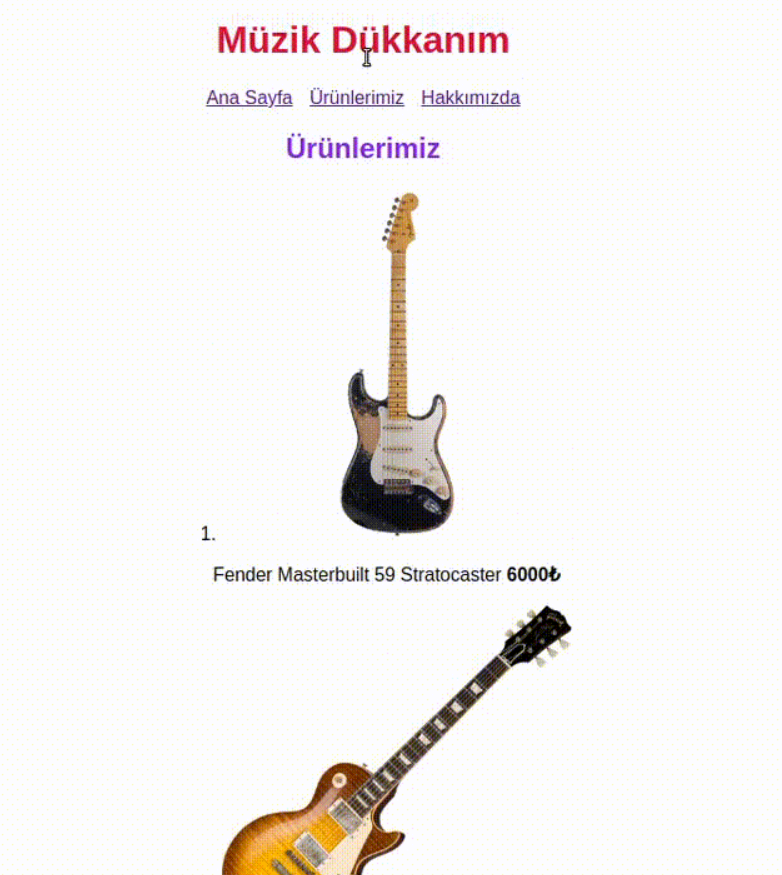 Müzik Dükkanım
Ana Sayfa Ürünlerimiz Hakkımızda
Ürünlerimiz
1.
Fender Masterbuilt 59 Stratocaster 6000₺